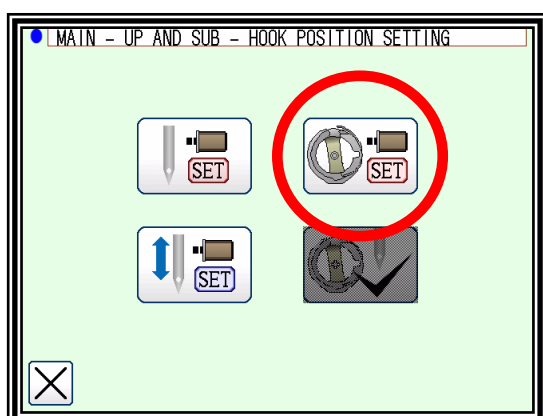 MAIN – UP AND SUB – HOOK POSITION SETTING
SET
SET
SET